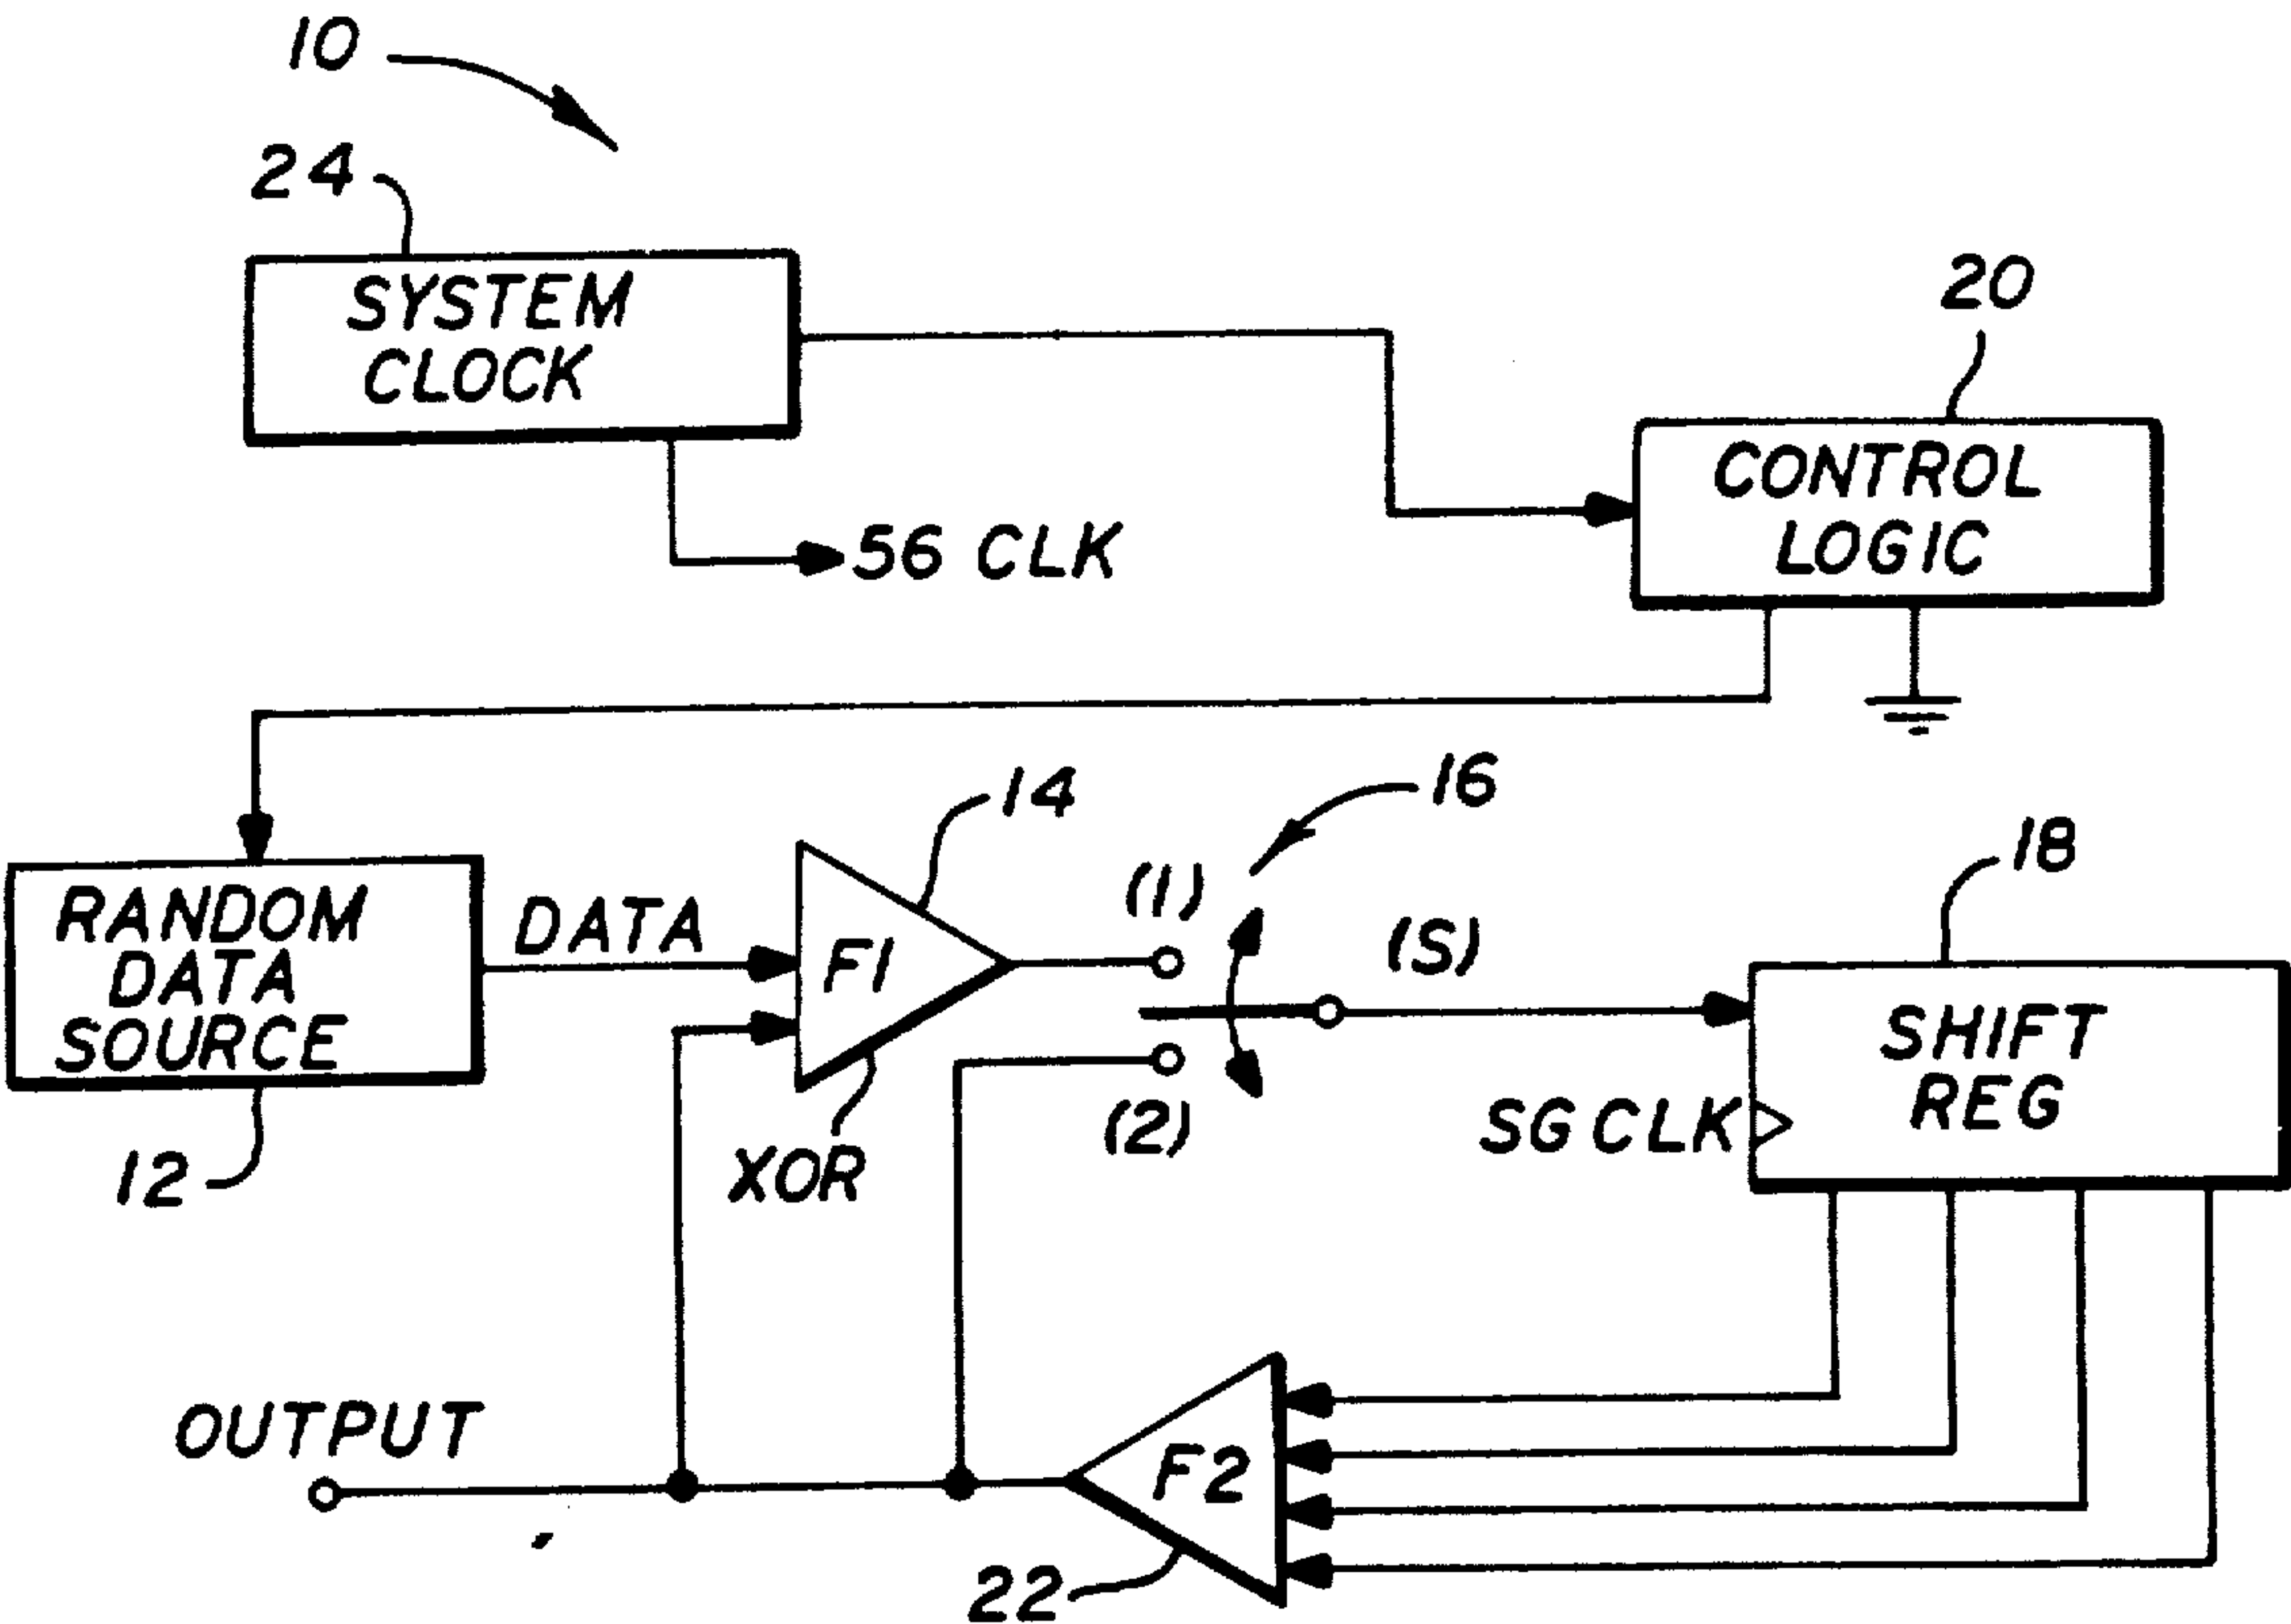 10
24
SYSTEM
CLOCK
20
CONTROL
LOGIC
SG CLK
14
16
18
RANDOM
DATA
SOURCE
DATA
F1
(1)
(S)
(2)
SHIFT
REG
SG CLK
12
XOR
OUTPUT
F2
22